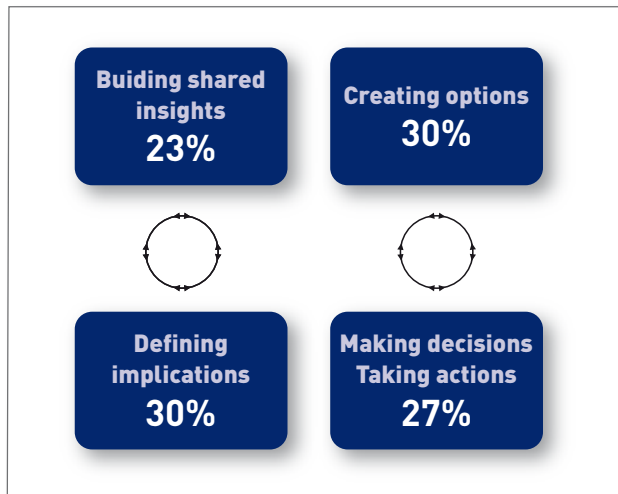 Buiding shared
insights
23%
Creating options
30%
Defining
implications
30%
Making decisions
Taking actions
27%